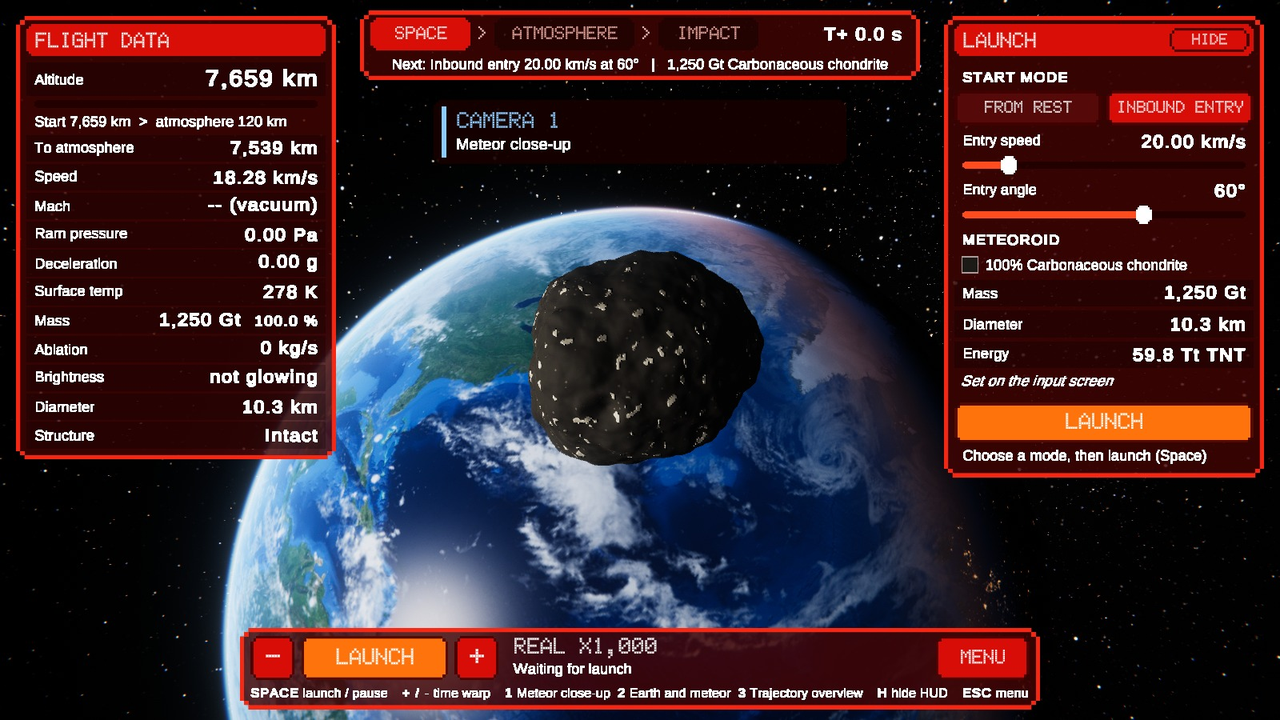 FLIGHT DATA
Altitude 7,659 km
Start 7,659 km > atmosphere 120 km
To atmosphere 7,539 km
Speed 18.28 km/s
Mach -- (vacuum)
Ram pressure 0.00 Pa
Deceleration 0.00 g
Surface temp 278 K
Mass 1,250 Gt 100.0 %
Ablation 0 kg/s
Brightness not glowing
Diameter 10.3 km
Structure Intact
SPACE > ATMOSPHERE > IMPACT T+ 0.0 s
Next: Inbound entry 20.00 km/s at 60° | 1,250 Gt Carbonaceous chondrite
CAMERA 1
Meteor close-up
LAUNCH HIDE
START MODE
FROM REST INBOUND ENTRY
Entry speed 20.00 km/s
Entry angle 60°
METEOROID
100% Carbonaceous chondrite
Mass 1,250 Gt
Diameter 10.3 km
Energy 59.8 Tt TNT
Set on the input screen
LAUNCH
Choose a mode, then launch (Space)
− LAUNCH + REAL X1,000 MENU
Waiting for launch
SPACE launch / pause + / - time warp 1 Meteor close-up 2 Earth and meteor 3 Trajectory overview H hide HUD ESC menu